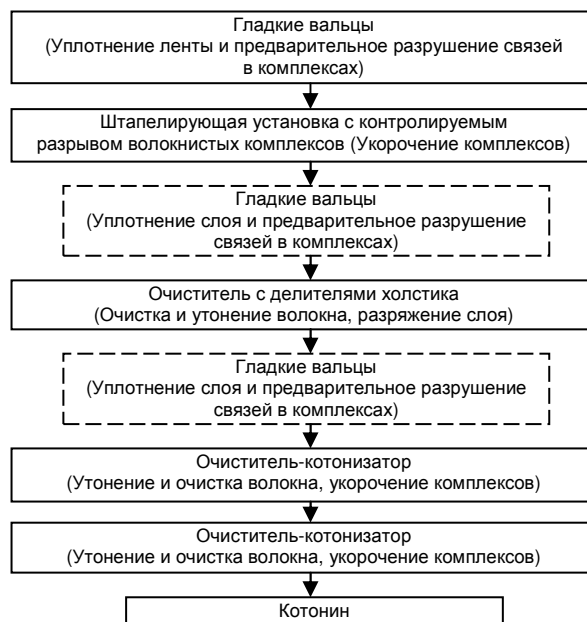 Гладкие вальцы
(Уплотнение ленты и предварительное разрушение связей
в комплексах)
Штапелирующая установка с контролируемым
разрывом волокнистых комплексов (Укорочение комплексов)
Гладкие вальцы
(Уплотнение слоя и предварительное разрушение
связей в комплексах)
Очиститель с делителями холстика
(Очистка и утонение волокна, разряжение слоя)
Гладкие вальцы
(Уплотнение слоя и предварительное разрушение
связей в комплексах)
Очиститель-котонизатор
(Утонение и очистка волокна, укорочение комплексов)
Очиститель-котонизатор
(Утонение и очистка волокна, укорочение комплексов)
Котонин